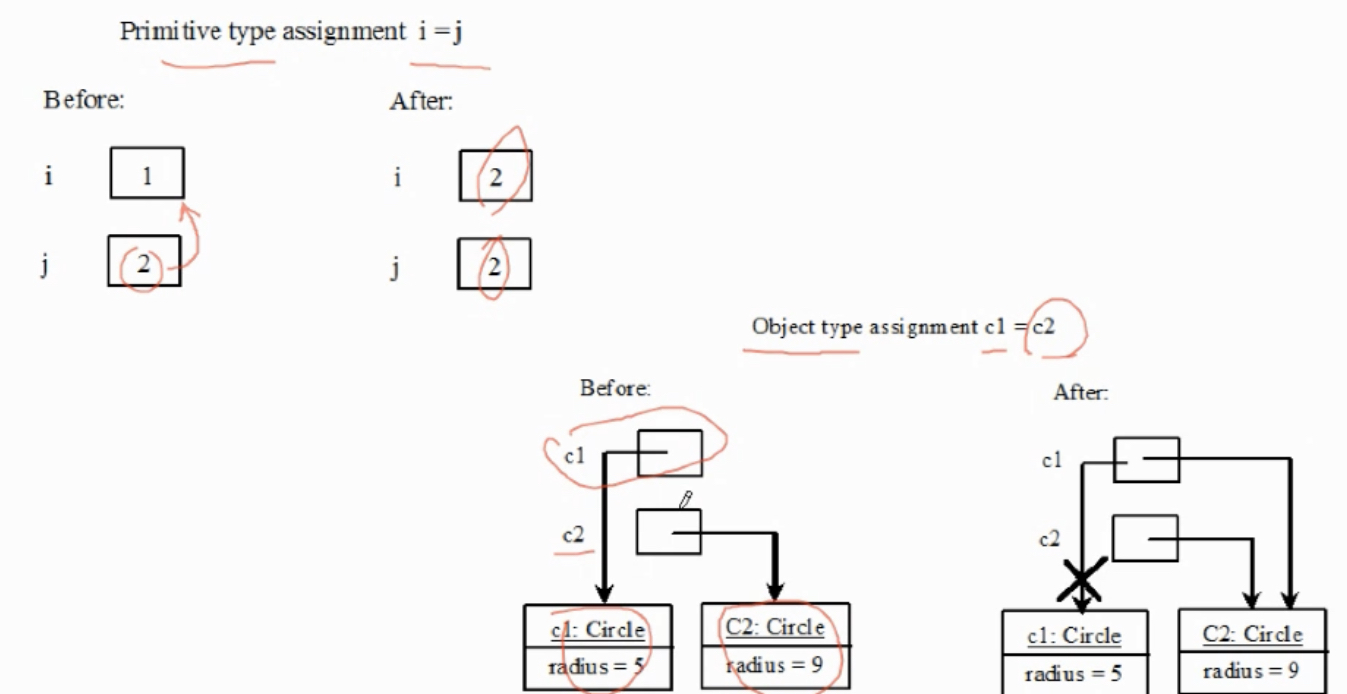 Primitive type assignment i = j
Before:
After:
i
1
i
2
j
2
j
2
Object type assignment c1 = c2
Before:
After:
c1
c2
c1
c2
c1: Circle
radius = 5
C2: Circle
radius = 9
c1: Circle
radius = 5
C2: Circle
radius = 9